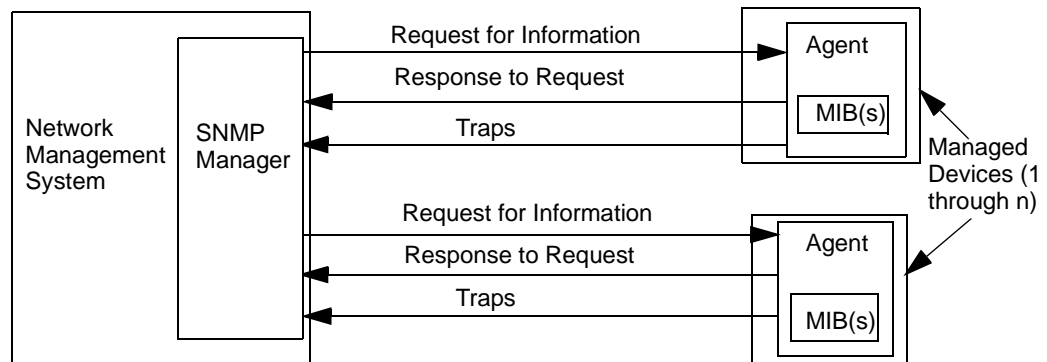 Request for Information
Agent
Response to Request
MIB(s)
Traps
Network
Management
System
SNMP
Manager
Managed
Devices (1
through n)
Request for Information
Agent
Response to Request
Traps
MIB(s)